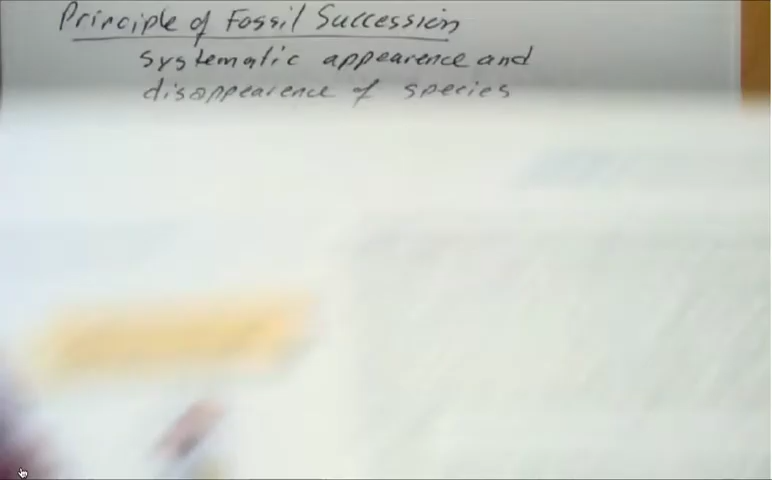 Principle of Fossil Succession
systematic appearence and
disappearence of species